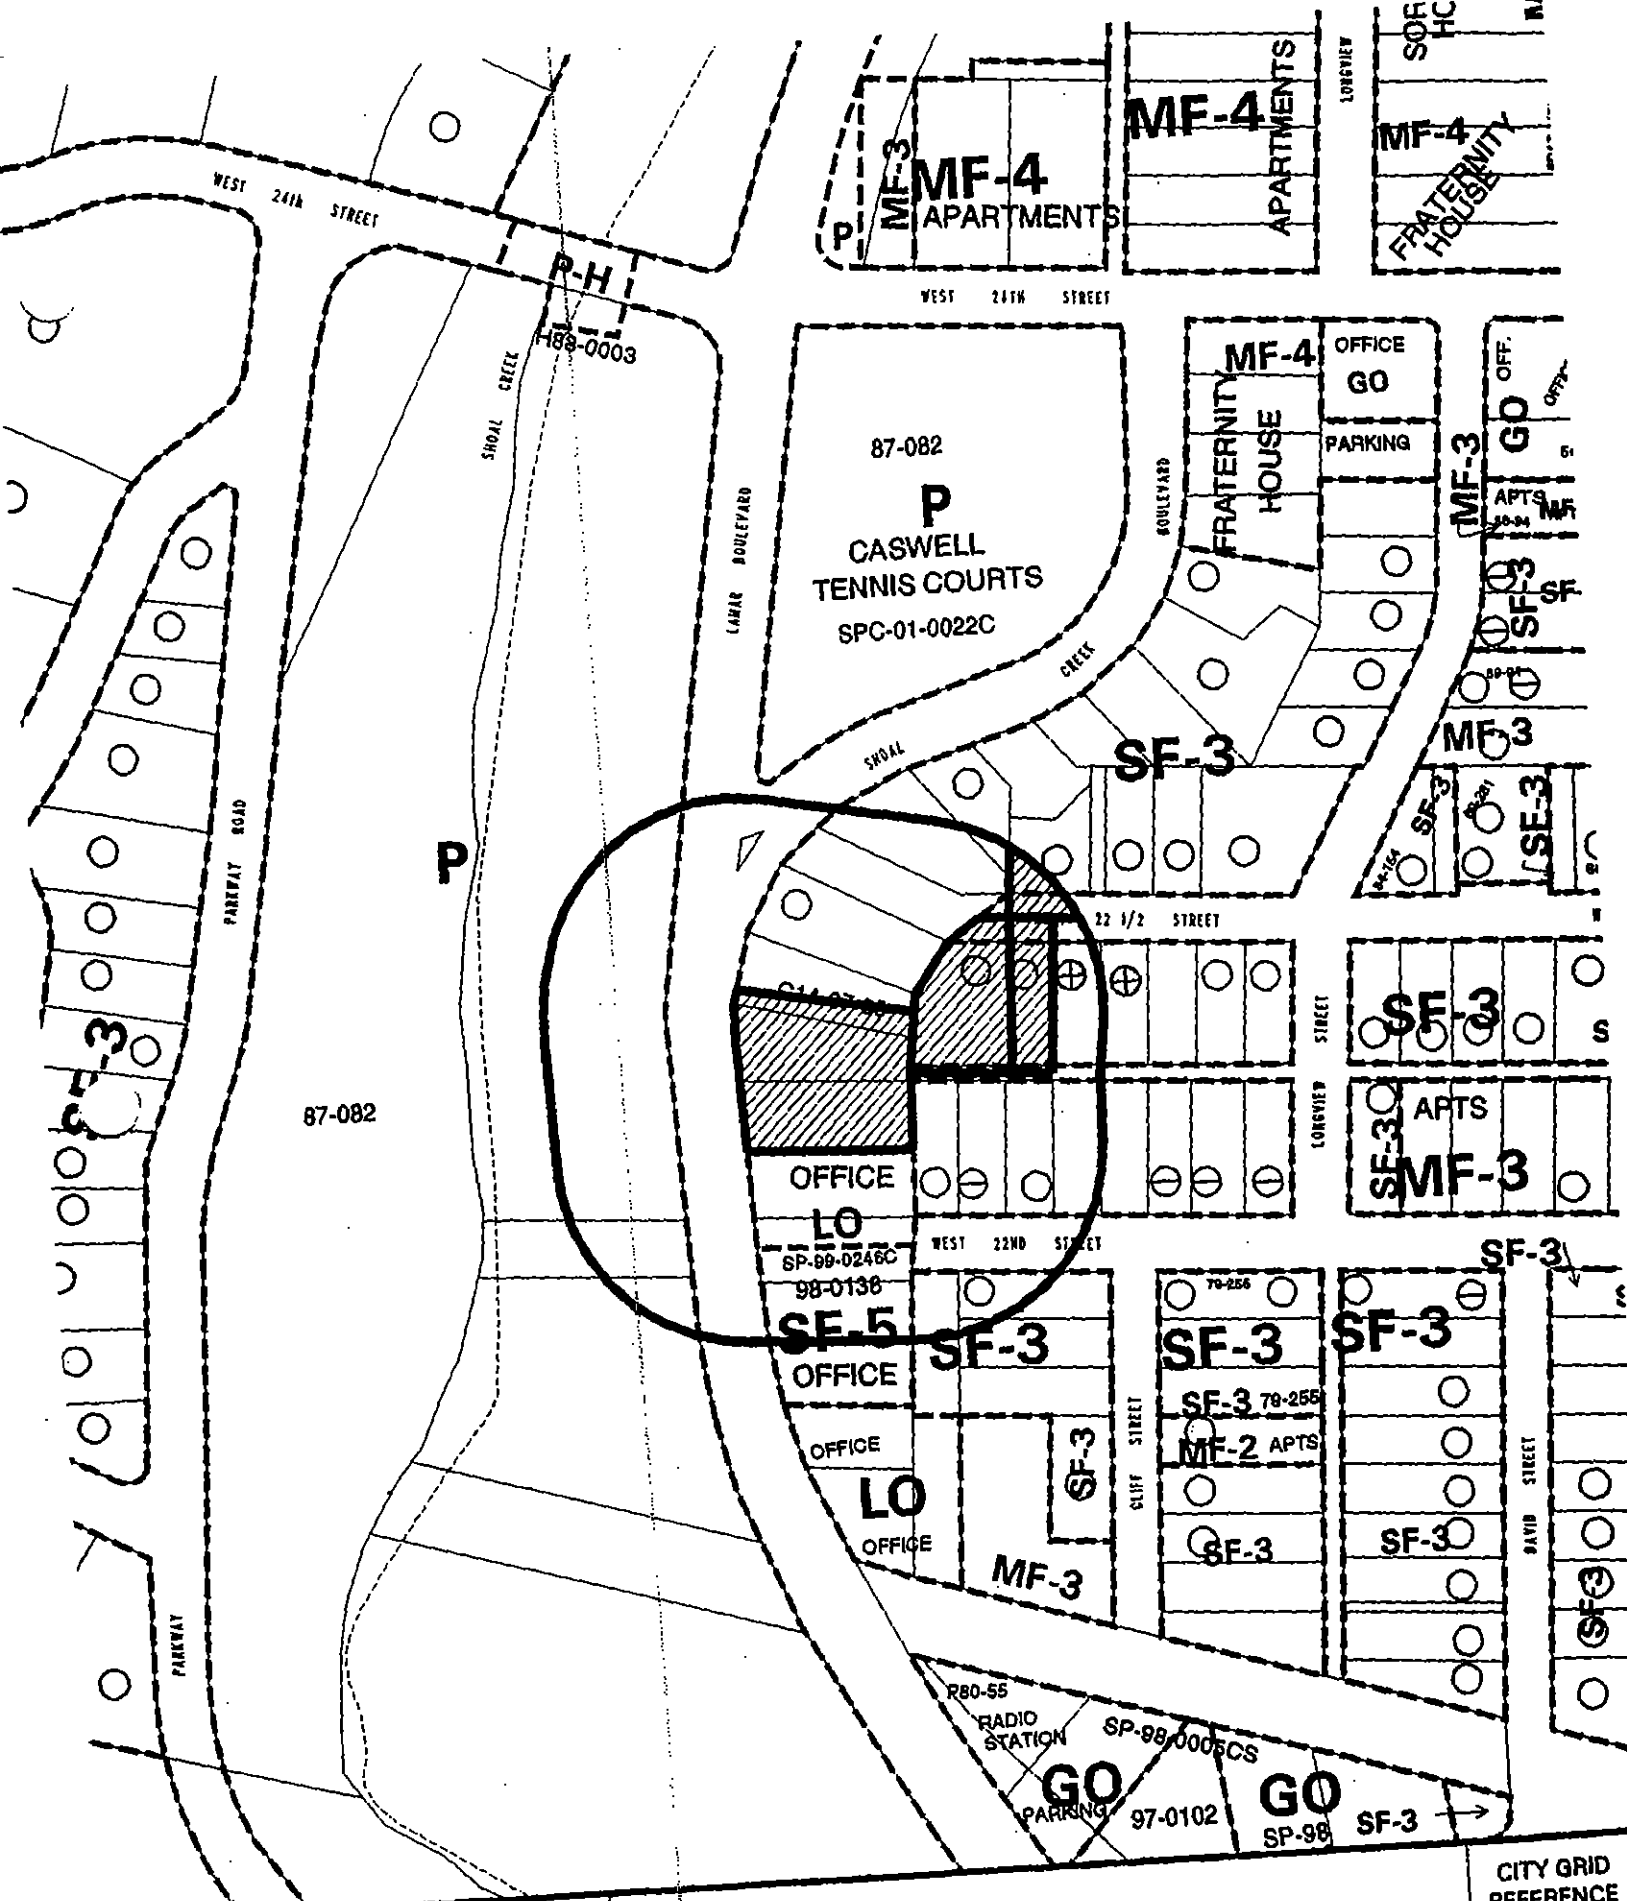 LONGVIEW
MF-4
APARTMENTS
MF-4
FRATERNITY
HOUSE
MF-3
MF-4
APARTMENTS
P
WEST 24th STREET
P-H
H88-0003
WEST 24TH STREET
SHOAL CREEK
LAMAR BOULEVARD
87-082
P
CASWELL
TENNIS COURTS
SPC-01-0022C
SHOAL CREEK BOULEVARD
MF-4
FRATERNITY
HOUSE
OFFICE
GO
PARKING
MF-3
OFF.
GO
APTS
SF-3
SF-
MF-3
SF-3
SF-3
SF-3
PARKWAY ROAD
P
22 1/2 STREET
SF-3
87-082
LONGVIEW STREET
SF-3
S
SF-3
APTS
MF-3
OFFICE
LO
SP-99-0246C
98-0136
SF-5
OFFICE
WEST 22ND STREET
SF-3
SF-3
79-256
SF-3
SF-3
SF-3
79-255
MF-2
APTS
SF-3
SF-3
SF-3
SF-3
OFFICE
LO
OFFICE
MF-3
CLIFF STREET
DAVID STREET
PARKWAY
R80-55
RADIO
STATION
SP-98-0005CS
GO
PARKING
97-0102
GO
SP-98
SF-3
CITY GRID
REFERENCE